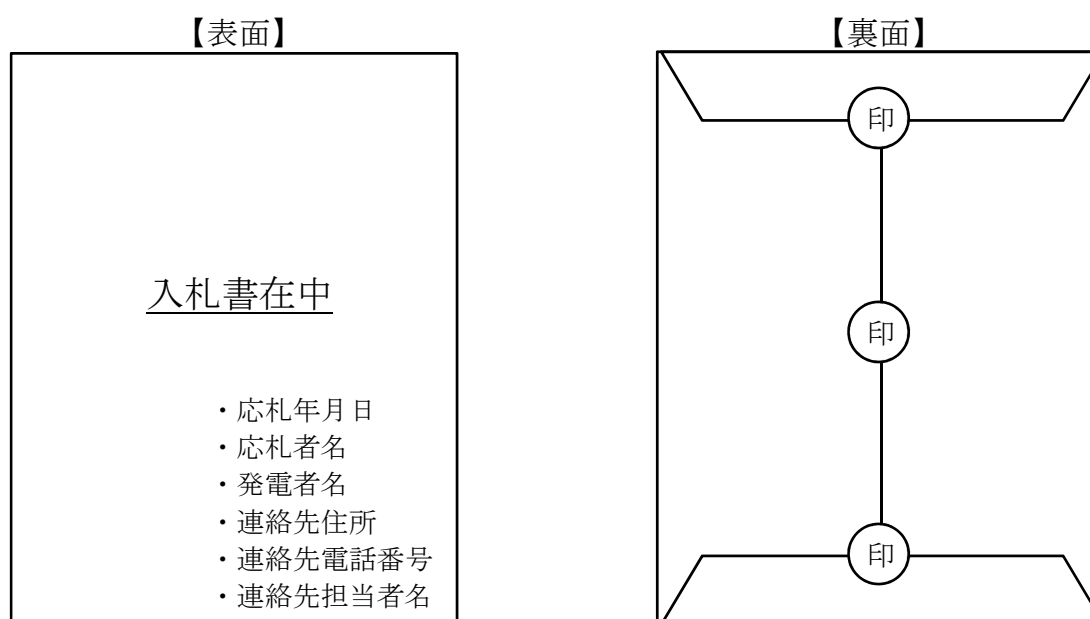 【表面】
入札書在中
・応札年月日
・応札者名
・発電者名
・連絡先住所
・連絡先電話番号
・連絡先担当者名
【裏面】
印
印
印